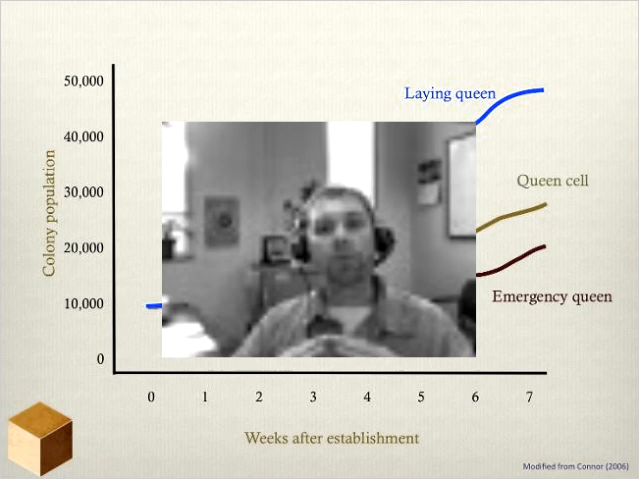 50,000
40,000
30,000
20,000
10,000
0
Colony population
Laying queen
Queen cell
Emergency queen
0 1 2 3 4 5 6 7
Weeks after establishment
Modified from Connor (2006)